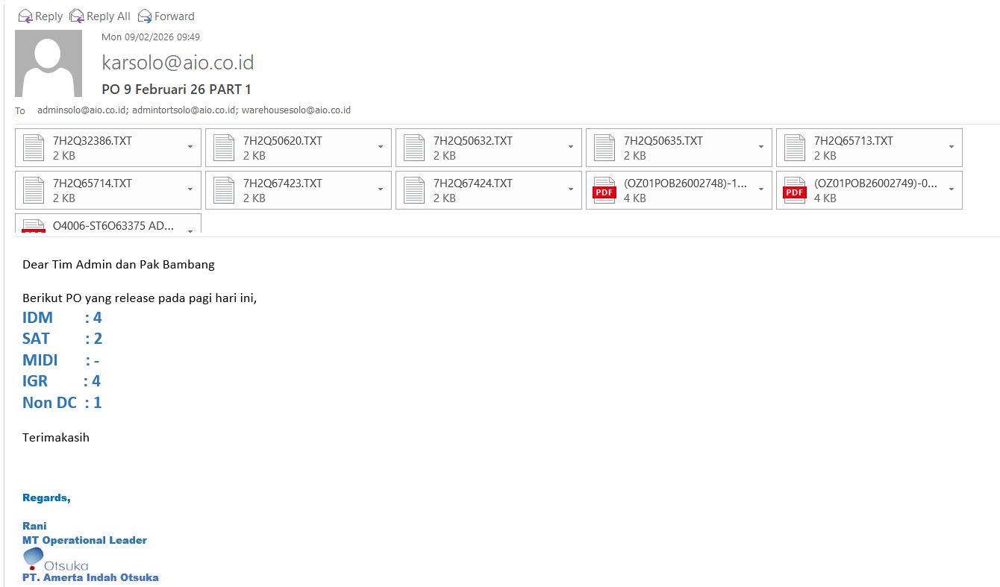 Reply Reply All Forward
Mon 09/02/2026 09:49
karsolo@aio.co.id
PO 9 Februari 26 PART 1
To adminsolo@aio.co.id; admintortsolo@aio.co.id; warehousesolo@aio.co.id
7H2Q32386.TXT 7H2Q50620.TXT 7H2Q50632.TXT 7H2Q50635.TXT 7H2Q65713.TXT
2 KB 2 KB 2 KB 2 KB 2 KB
7H2Q65714.TXT 7H2Q67423.TXT 7H2Q67424.TXT (OZ01POB26002748)-1... (OZ01POB26002749)-0...
2 KB 2 KB 2 KB PDF 4 KB PDF 4 KB
O4006-ST6O63375 AD...
Dear Tim Admin dan Pak Bambang
Berikut PO yang release pada pagi hari ini,
IDM : 4
SAT : 2
MIDI : -
IGR : 4
Non DC : 1
Terimakasih
Regards,
Rani
MT Operational Leader
Otsuka
PT. Amerta Indah Otsuka